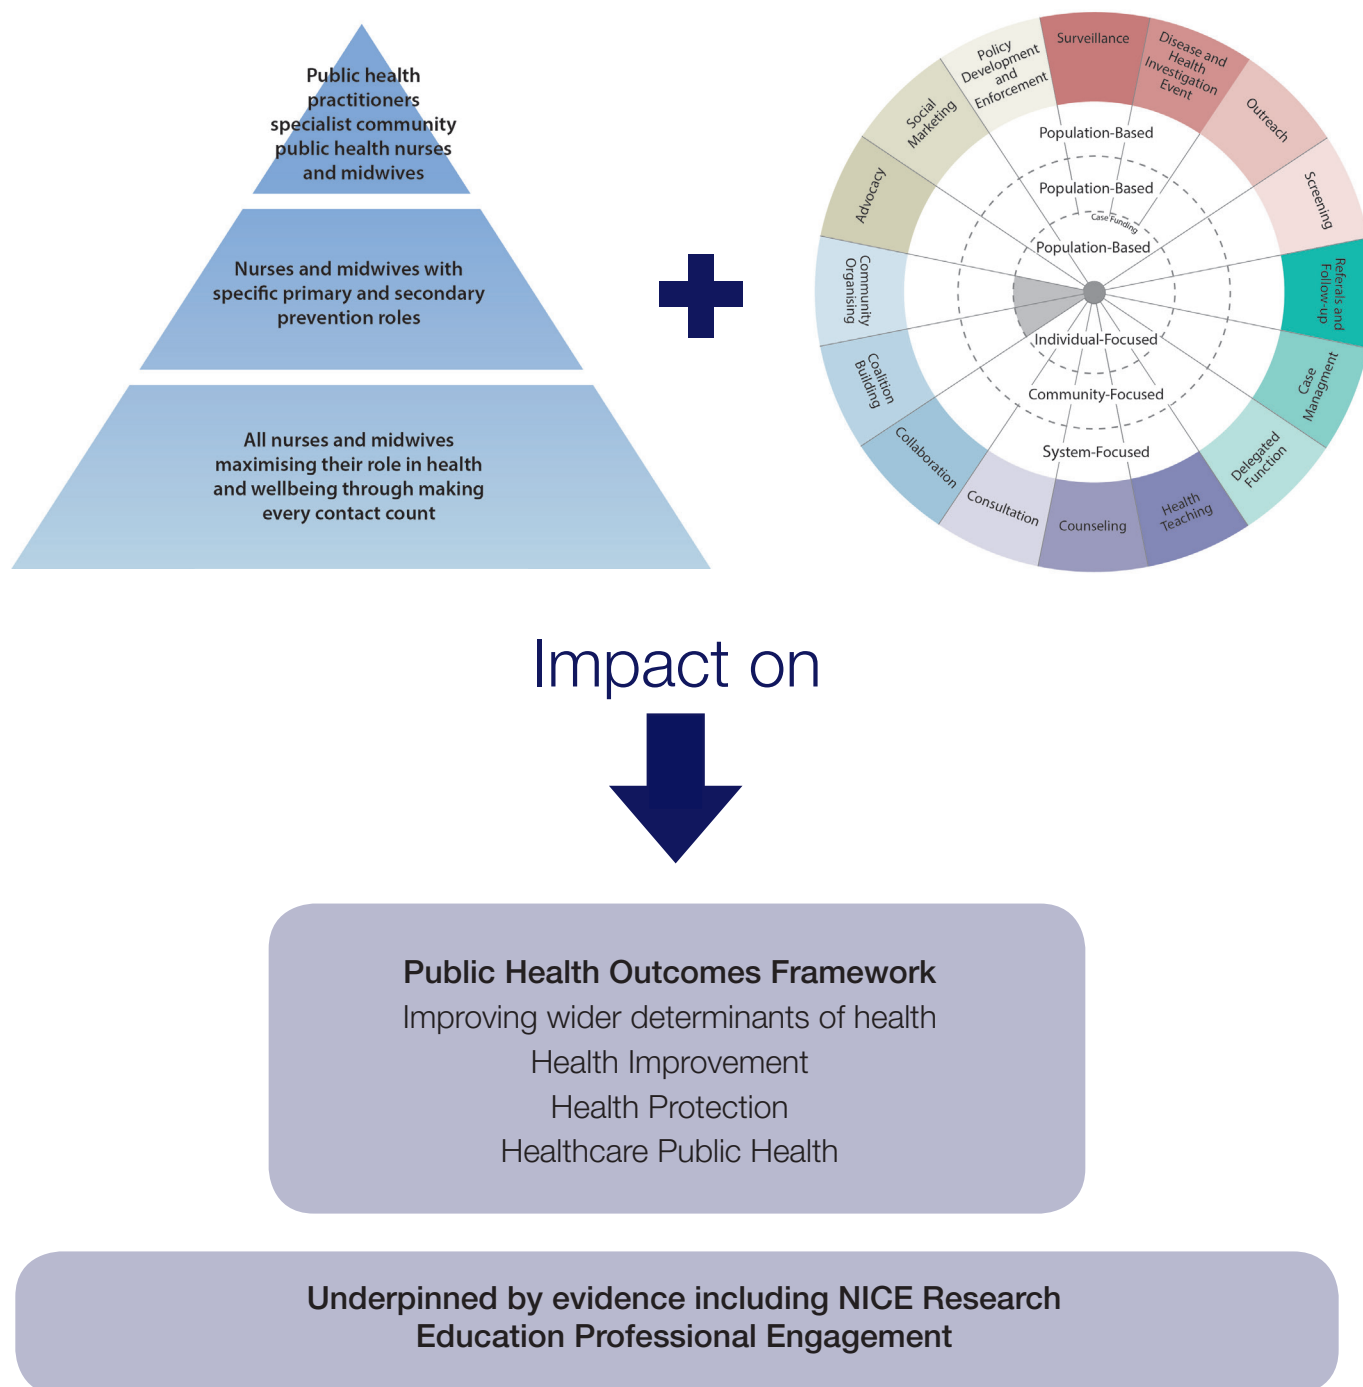 Public health
practitioners
specialist community
public health nurses
and midwives
Nurses and midwives with
specific primary and secondary
prevention roles
All nurses and midwives
maximising their role in health
and wellbeing through making
every contact count
Surveillance
Disease and
Health
Investigation
Event
Outreach
Screening
Referrals and
Follow-up
Case
Managment
Delegated
Function
Health
Teaching
Counseling
Consultation
Collaboration
Coalition
Building
Community
Organising
Advocacy
Social
Marketing
Policy
Development
and
Enforcement
Population-Based
Population-Based
Case Funding
Population-Based
Individual-Focused
Community-Focused
System-Focused
Impact on
Public Health Outcomes Framework
Improving wider determinants of health
Health Improvement
Health Protection
Healthcare Public Health
Underpinned by evidence including NICE Research
Education Professional Engagement